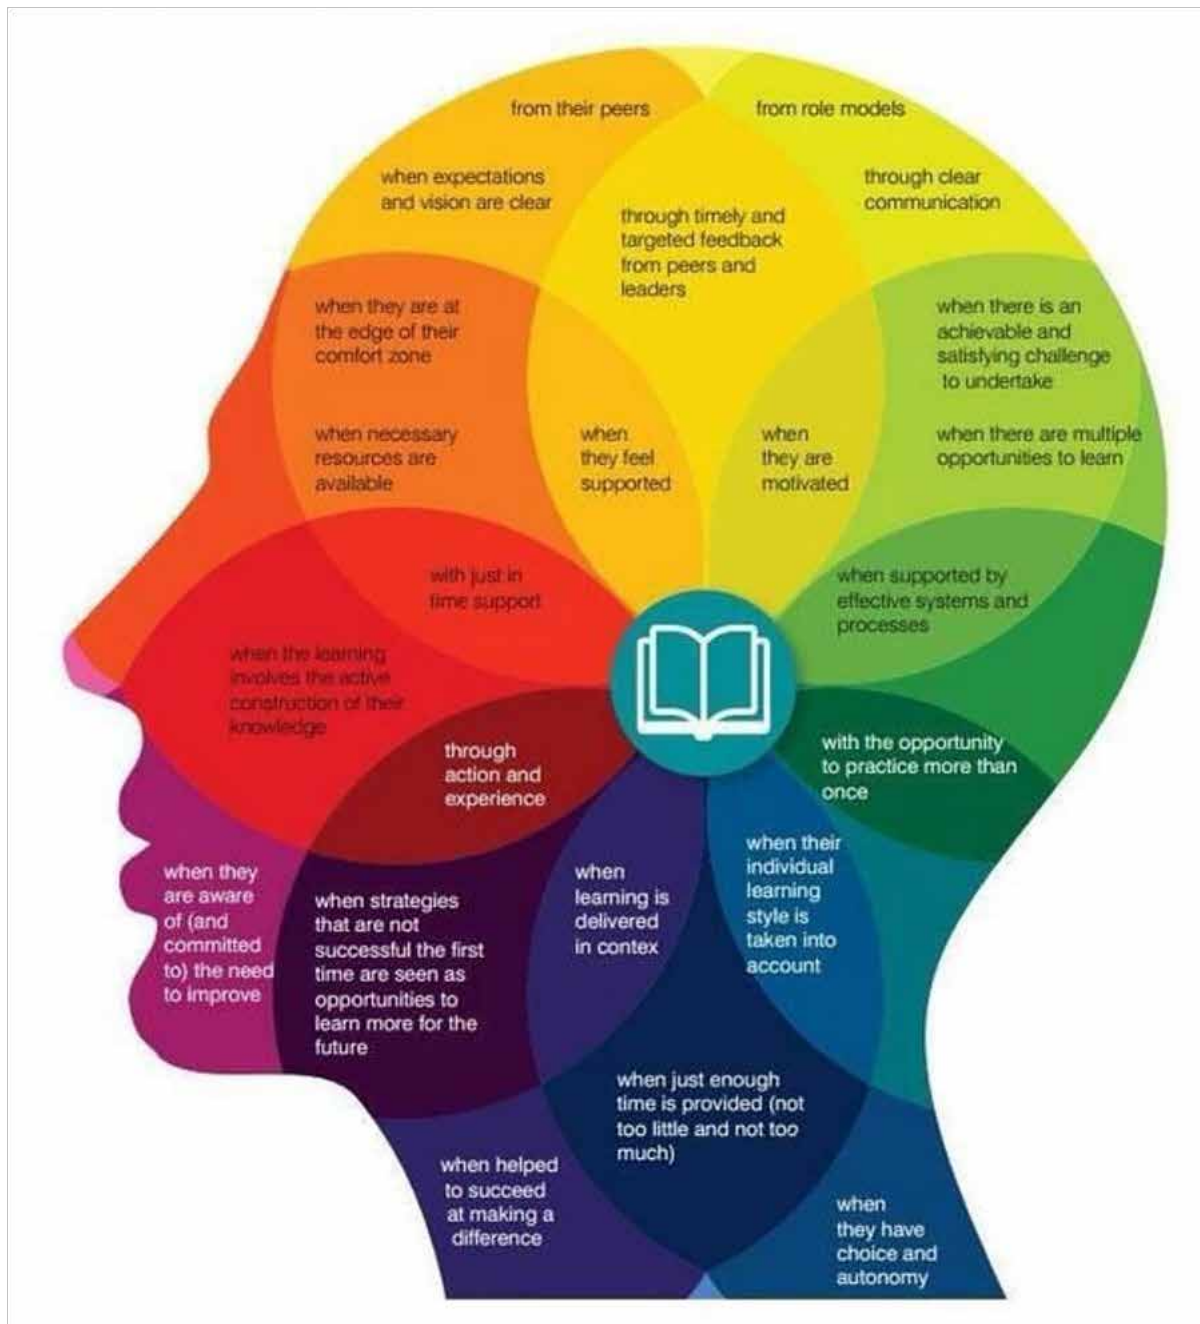 from their peers
from role models
when expectations
and vision are clear
through clear
communication
through timely and
targeted feedback
from peers and
leaders
when they are at
the edge of their
comfort zone
when there is an
achievable and
satisfying challenge
to undertake
when necessary
resources are
available
when
they feel
supported
when
they are
motivated
when there are multiple
opportunities to learn
with just in
time support
when supported by
effective systems and
processes
when the learning
involves the active
construction of their
knowledge
through
action and
experience
with the opportunity
to practice more than
once
when they
are aware
of (and
committed
to) the need
to improve
when strategies
that are not
successful the first
time are seen as
opportunities to
learn more for the
future
when
learning is
delivered
in contex
when their
individual
learning
style is
taken into
account
when just enough
time is provided (not
too little and not too
much)
when helped
to succeed
at making a
difference
when
they have
choice and
autonomy